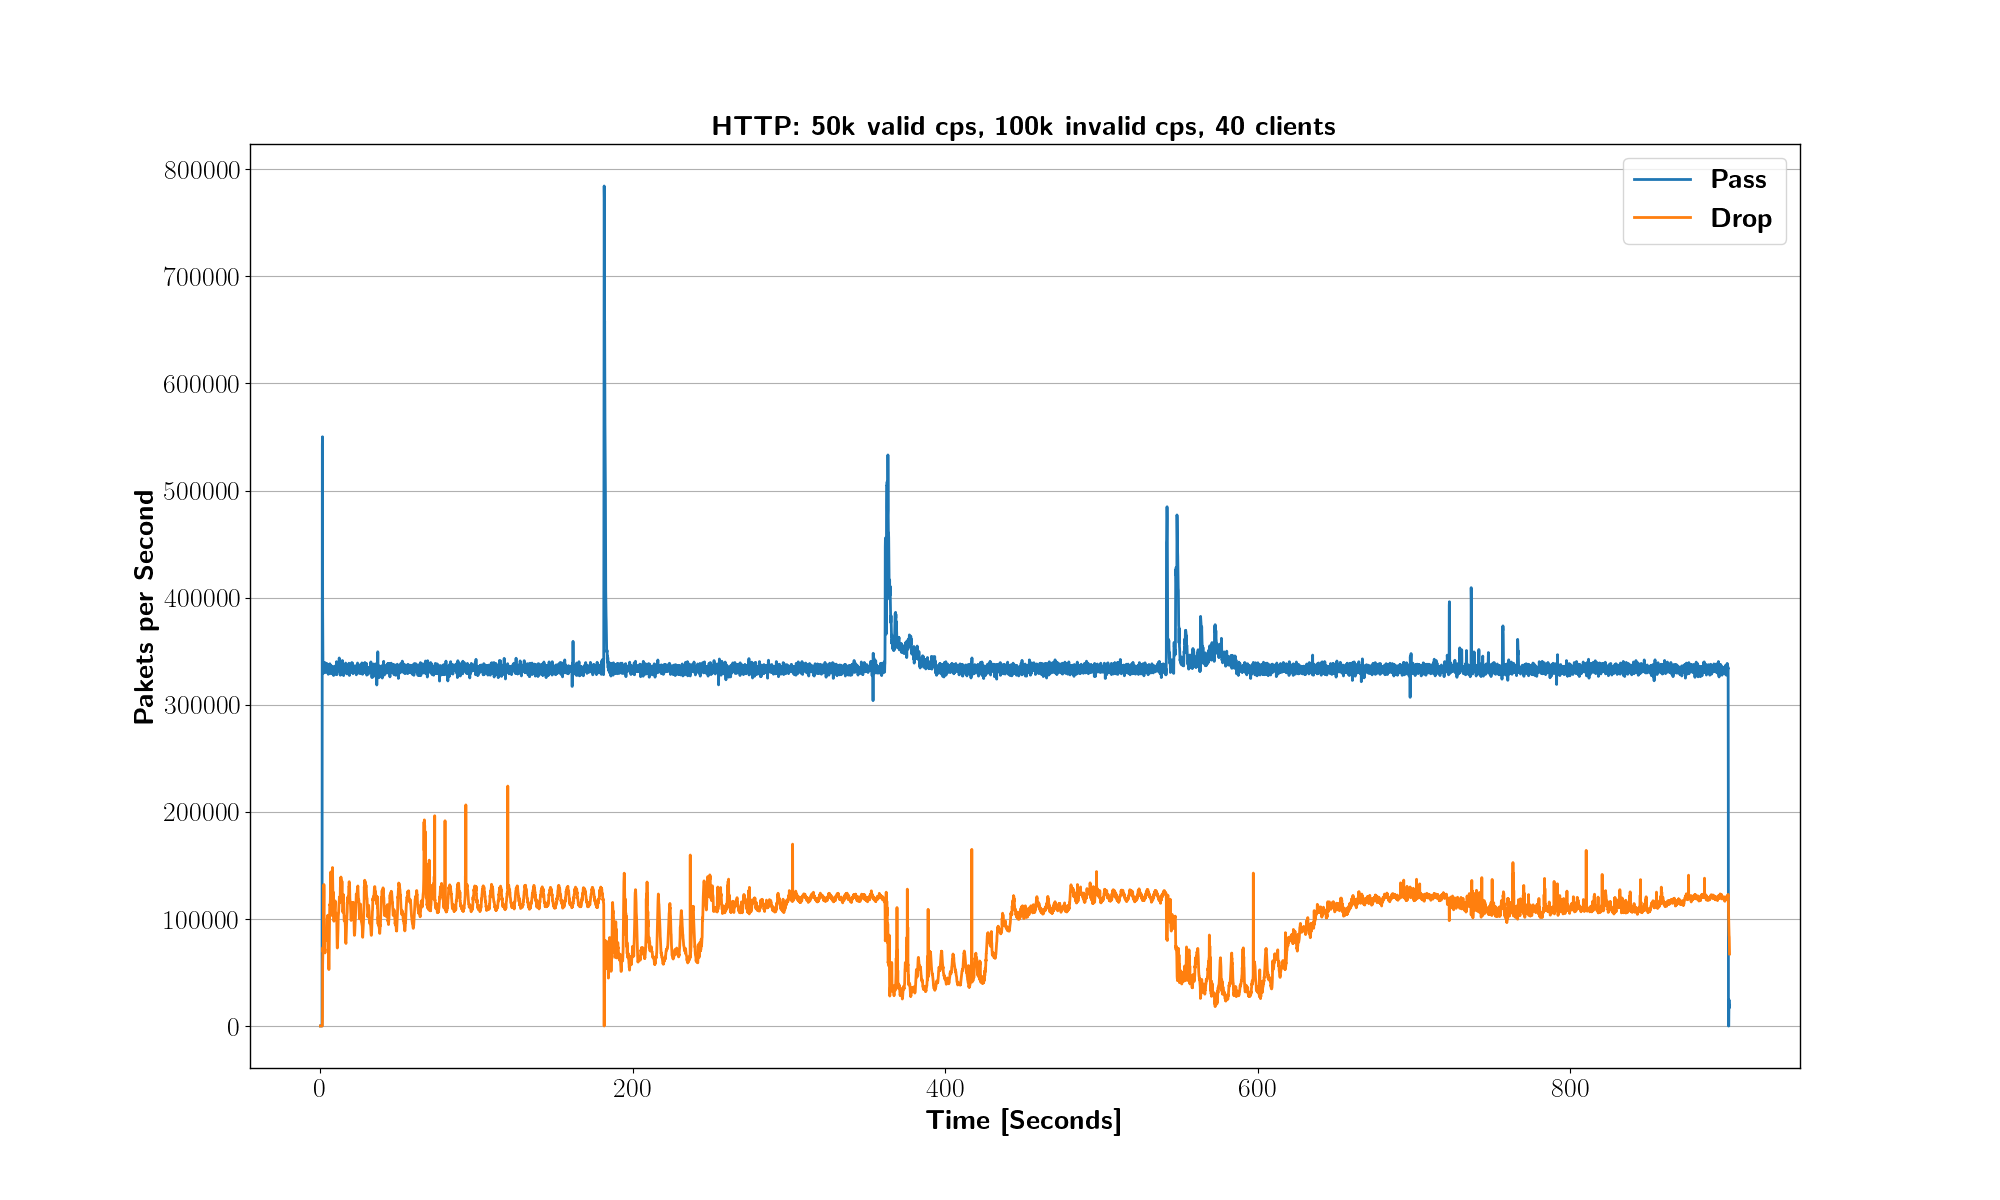 HTTP: 50k valid cps, 100k invalid cps, 40 clients
Pass
Drop
Pakets per Second
800000
700000
600000
500000
400000
300000
200000
100000
0
0 200 400 600 800
Time [Seconds]